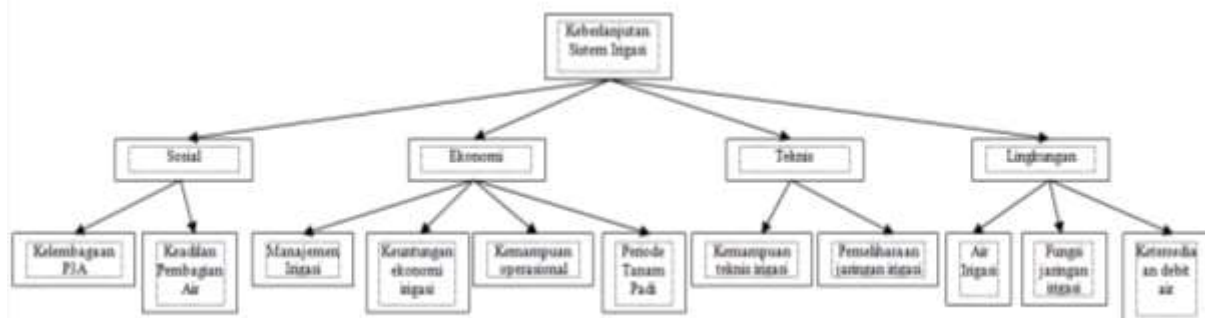 Keberlanjutan
Sistem Irigasi
Sosial
Ekonomi
Teknis
Lingkungan
Kelembagaan
P3A
Keadilan
Pembagian
Air
Manajemen
Irigasi
Keuntungan
ekonomi
irigasi
Kemampuan
operasional
Periode
Tanam
Padi
Kemampuan
teknis irigasi
Pemeliharaan
jaringan irigasi
Air
Irigasi
Fungsi
jaringan
irigasi
Ketersedia
an debit
air